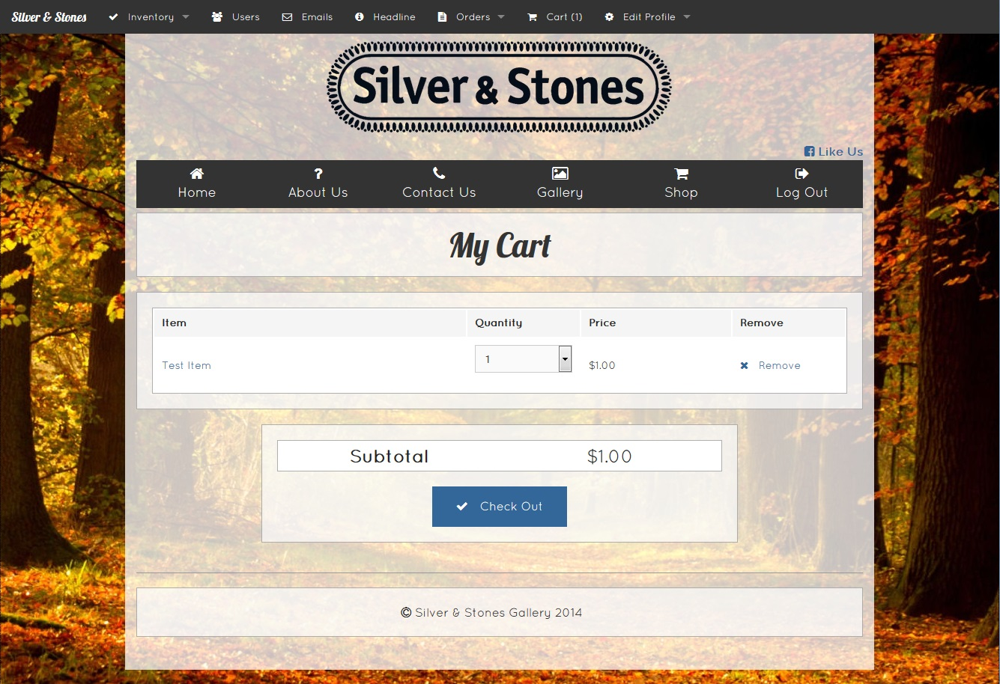 Silver & Stones Inventory Users Emails Headline Orders Cart (1) Edit Profile
Silver & Stones
Like Us
Home About Us Contact Us Gallery Shop Log Out
My Cart
Item Quantity Price Remove
Test Item 1 $1.00 Remove
Subtotal $1.00
Check Out
© Silver & Stones Gallery 2014